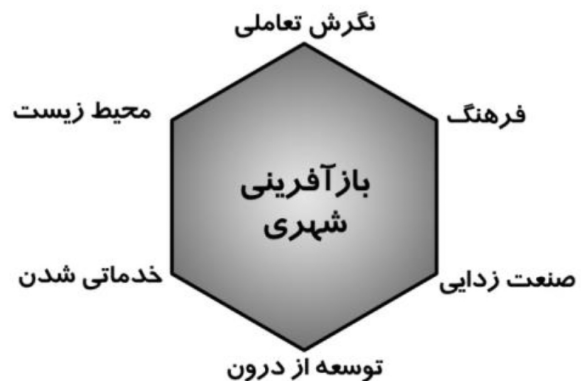 نگرش تعاملی
محیط زیست
فرهنگ
بازآفرینی
شهری
خدماتی شدن
صنعت زدایی
توسعه از درون